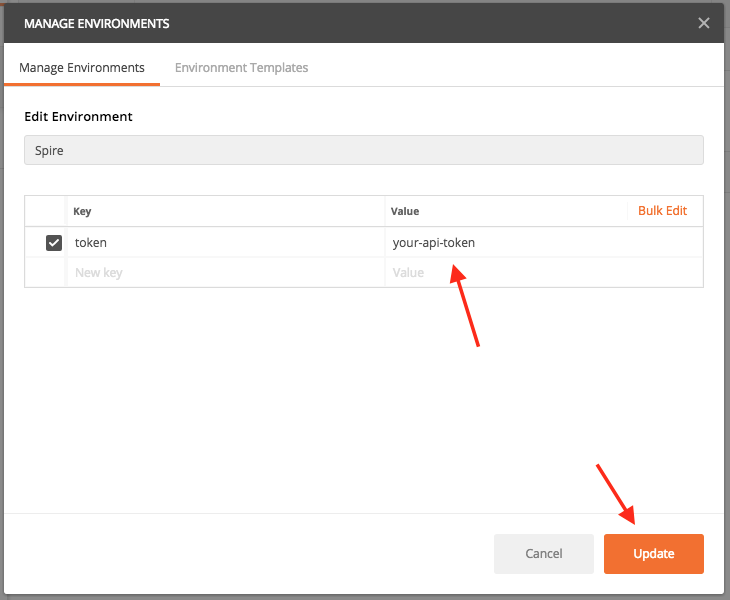 MANAGE ENVIRONMENTS
Manage Environments Environment Templates
Edit Environment
Spire
Key Value Bulk Edit
token your-api-token
New key Value
Cancel Update